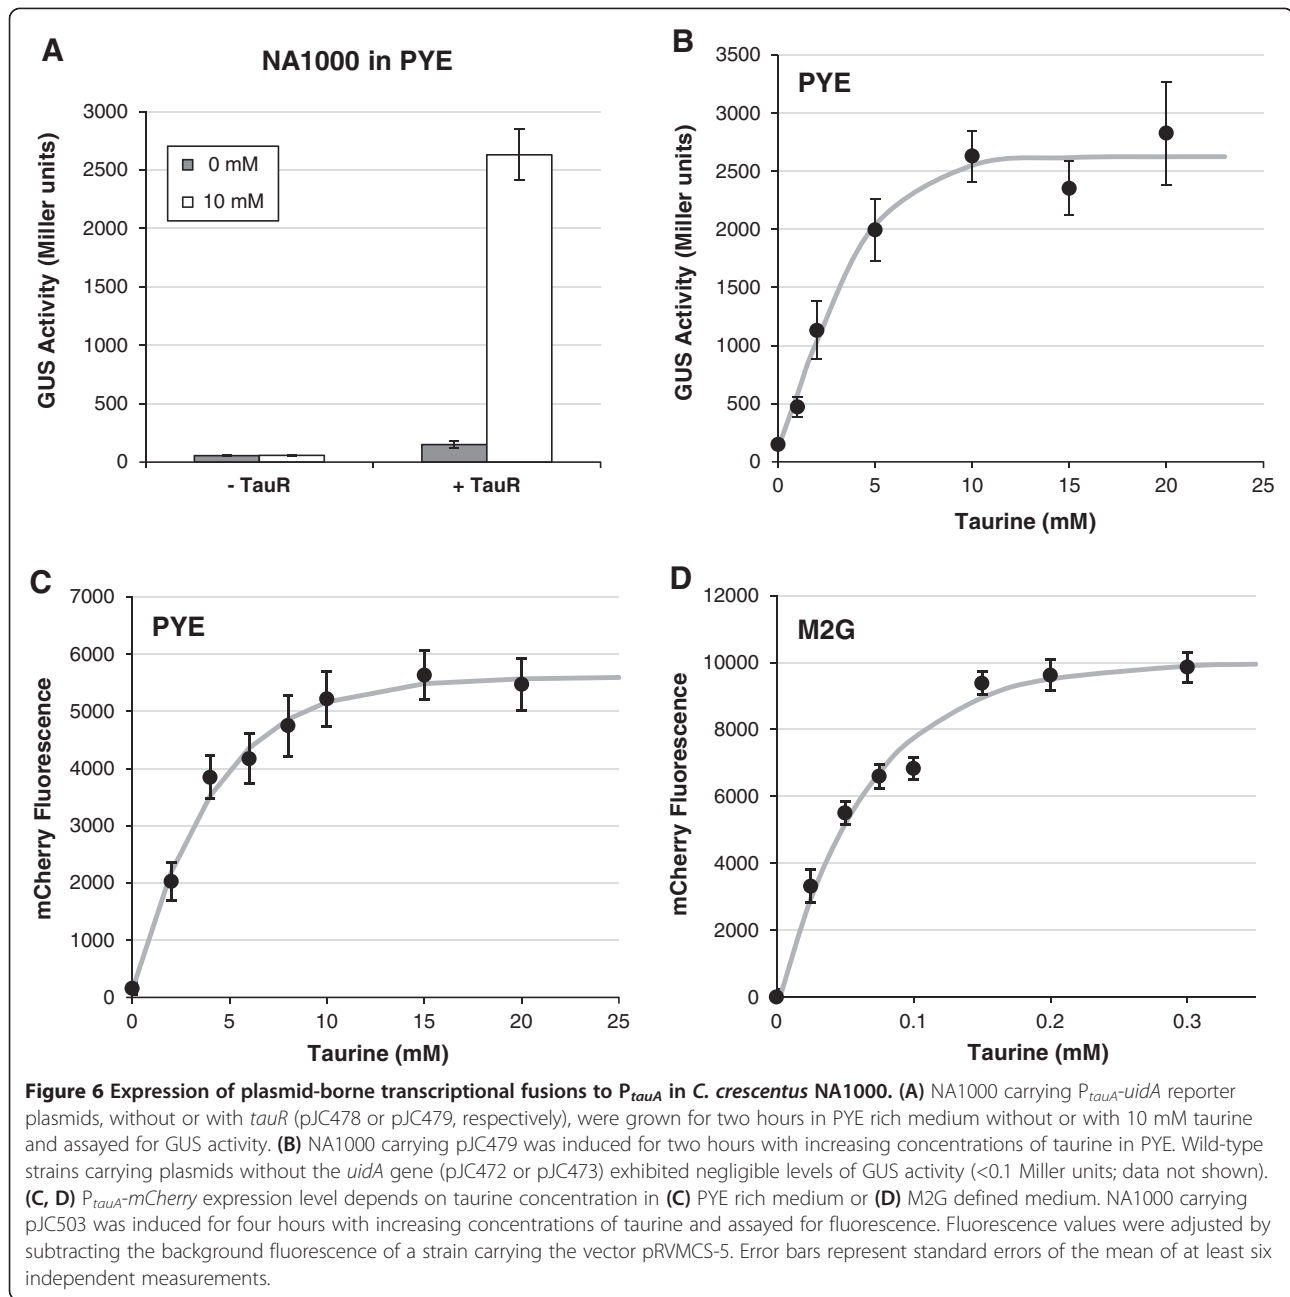 A
NA1000 in PYE
GUS Activity (Miller units)
3000
2500
2000
1500
1000
500
0
0 mM
10 mM
- TauR
+ TauR
B
PYE
GUS Activity (Miller units)
3500
3000
2500
2000
1500
1000
500
0
0
5
10
15
20
25
Taurine (mM)
C
PYE
mCherry Fluorescence
7000
6000
5000
4000
3000
2000
1000
0
0
5
10
15
20
25
Taurine (mM)
D
M2G
mCherry Fluorescence
12000
10000
8000
6000
4000
2000
0
0
0.1
0.2
0.3
Taurine (mM)
Figure 6 Expression of plasmid-borne transcriptional fusions to PtauA in C. crescentus NA1000. (A) NA1000 carrying PtauA-uidA reporter
plasmids, without or with tauR (pJC478 or pJC479, respectively), were grown for two hours in PYE rich medium without or with 10 mM taurine
and assayed for GUS activity. (B) NA1000 carrying pJC479 was induced for two hours with increasing concentrations of taurine in PYE. Wild-type
strains carrying plasmids without the uidA gene (pJC472 or pJC473) exhibited negligible levels of GUS activity (<0.1 Miller units; data not shown).
(C, D) PtauA-mCherry expression level depends on taurine concentration in (C) PYE rich medium or (D) M2G defined medium. NA1000 carrying
pJC503 was induced for four hours with increasing concentrations of taurine and assayed for fluorescence. Fluorescence values were adjusted by
subtracting the background fluorescence of a strain carrying the vector pRVMCS-5. Error bars represent standard errors of the mean of at least six
independent measurements.